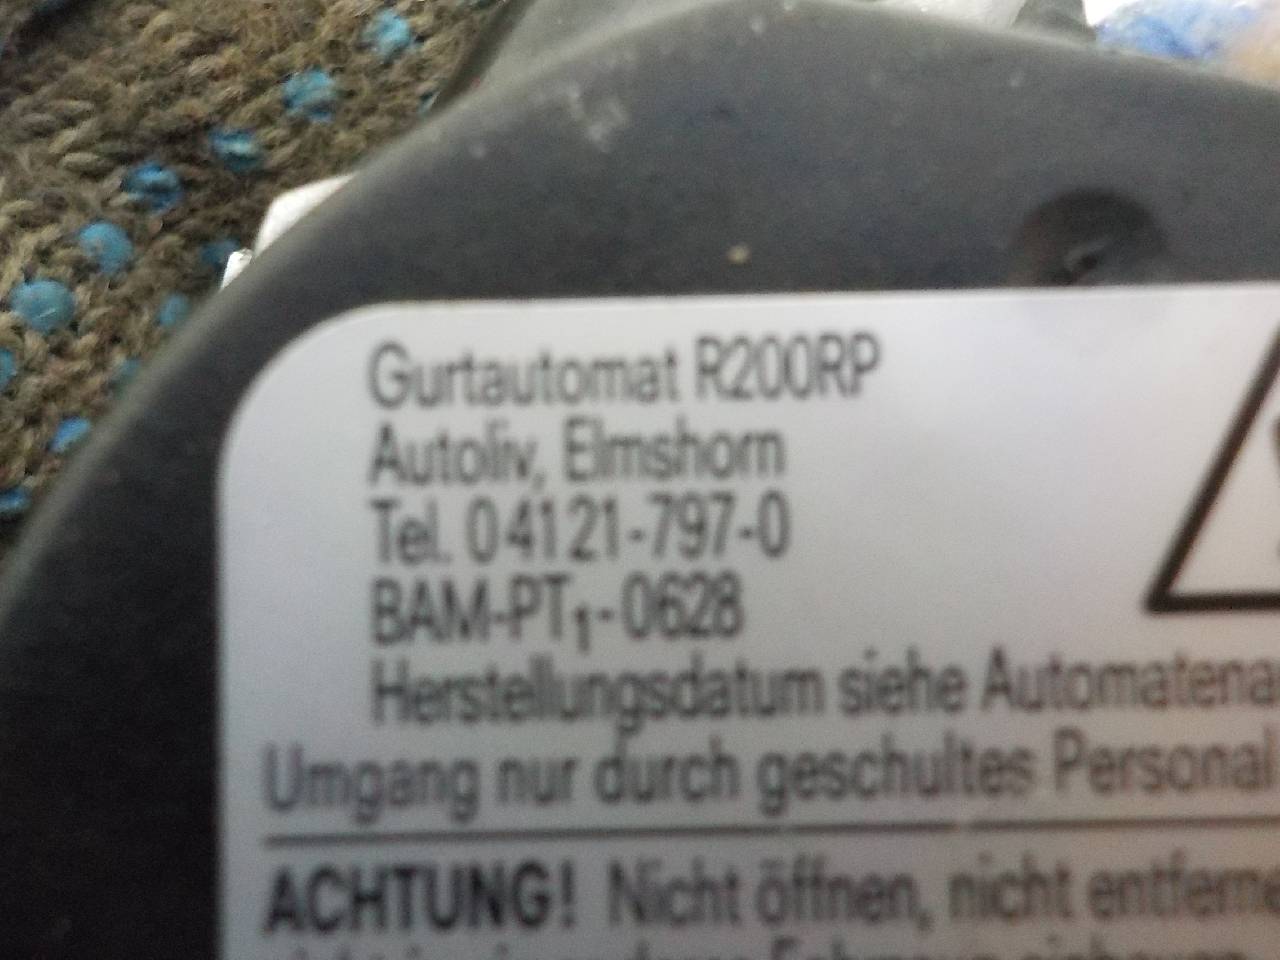 Gurtautomat R200RP
Autoliv, Elmshorn
Tel. 04121-797-0
BAM-PT₁-0628
Herstellungsdatum siehe
Umgang nur durch geschultes Personal
ACHTUNG! Nicht öffnen, nicht